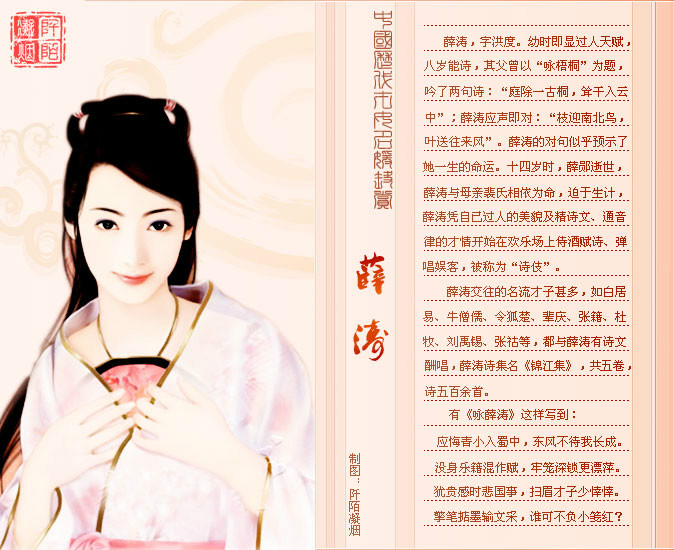 阡陌
凝烟
中國歷代名媛賞
薛涛
制图：阡陌凝烟
薛涛，字洪度。幼时即显过人天赋，
八岁能诗，其父曾以“咏梧桐”为题，
吟了两句诗：“庭除一古桐，耸干入云
中”；薛涛应声即对：“枝迎南北鸟，
叶送往来风”。薛涛的对句似乎预示了
她一生的命运。十四岁时，薛郧逝世，
薛涛与母亲裴氏相依为命，迫于生计，
薛涛凭自已过人的美貌及精诗文、通音
律的才情开始在欢乐场上侍酒赋诗、弹
唱娱客，被称为“诗伎”。
薛涛交往的名流才子甚多，如白居
易、牛僧儒、令狐楚、辈庆、张籍、杜
牧、刘禹锡、张祜等，都与薛涛有诗文
酬唱，薛涛诗集名《锦江集》，共五卷，
诗五百余首。
有《咏薛涛》这样写到：
应悔青小入蜀中，东风不待我长成。
没身乐籍混作赋，牢笼深锁更漂萍。
犹贵感时悲国事，扫眉才子少悻悻。
擎笔掂墨输文采，谁可不负小笺红？